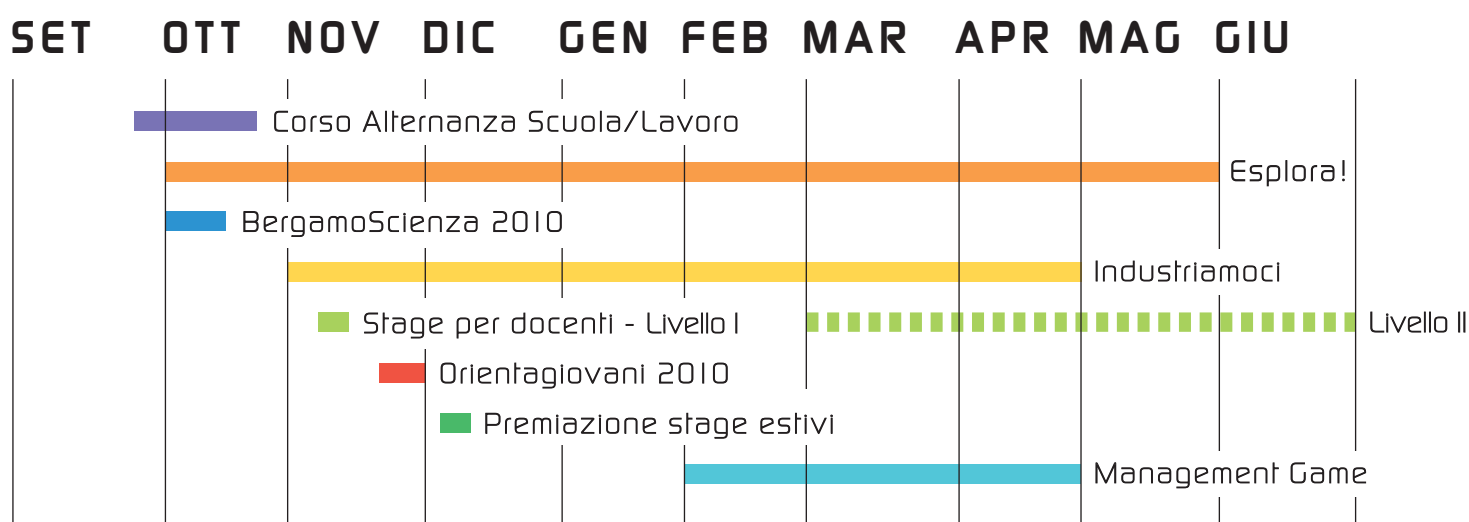 SET OTT NOV DIC GEN FEB MAR APR MAG GIU
Corso Alternanza Scuola/Lavoro
Esplora!
BergamoScienza 2010
Industriamoci
Stage per docenti - Livello I Livello II
Orientagiovani 2010
Premiazione stage estivi
Management Game